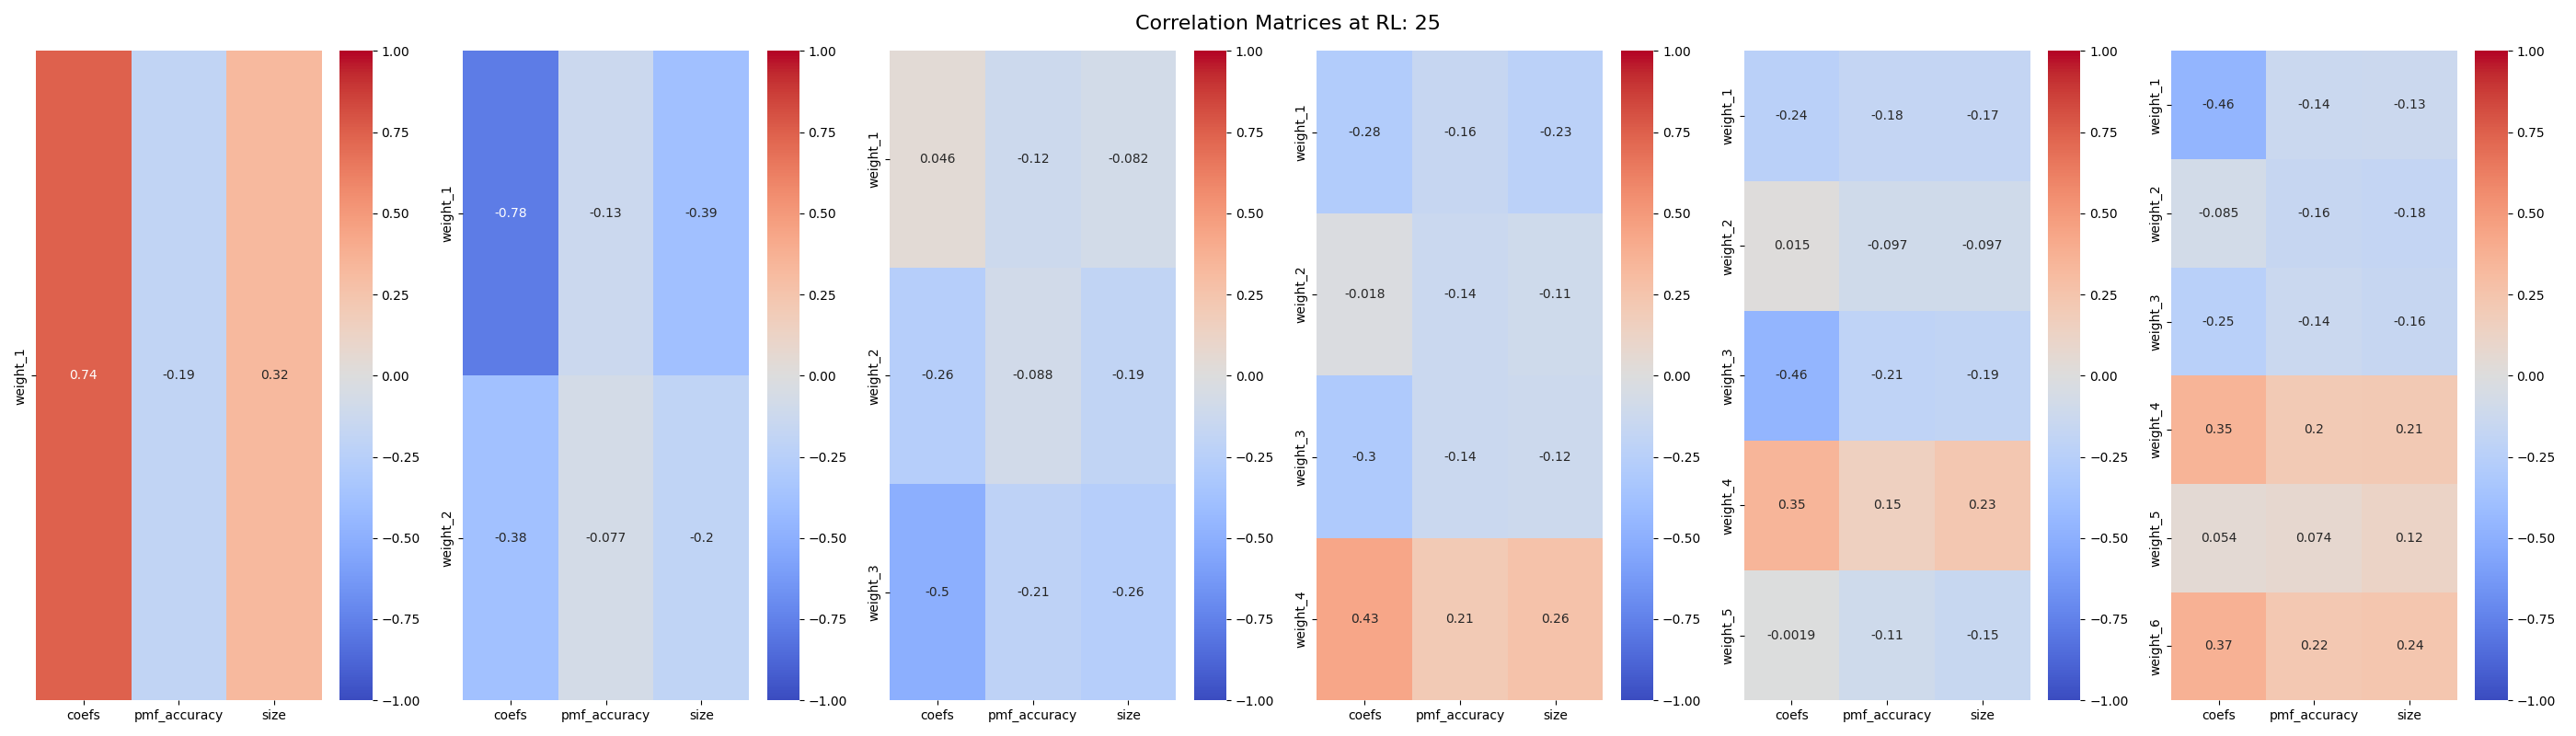 Correlation Matrices at RL: 25
weight_1
0.74 -0.19 0.32
coefs pmf_accuracy size
1.00
0.75
0.50
0.25
0.00
−0.25
−0.50
−0.75
−1.00
weight_1
-0.78 -0.13 -0.39
weight_2
-0.38 -0.077 -0.2
coefs pmf_accuracy size
1.00
0.75
0.50
0.25
0.00
−0.25
−0.50
−0.75
−1.00
weight_1
0.046 -0.12 -0.082
weight_2
-0.26 -0.088 -0.19
weight_3
-0.5 -0.21 -0.26
coefs pmf_accuracy size
1.00
0.75
0.50
0.25
0.00
−0.25
−0.50
−0.75
−1.00
weight_1
-0.28 -0.16 -0.23
weight_2
-0.018 -0.14 -0.11
weight_3
-0.3 -0.14 -0.12
weight_4
0.43 0.21 0.26
coefs pmf_accuracy size
1.00
0.75
0.50
0.25
0.00
−0.25
−0.50
−0.75
−1.00
weight_1
-0.24 -0.18 -0.17
weight_2
0.015 -0.097 -0.097
weight_3
-0.46 -0.21 -0.19
weight_4
0.35 0.15 0.23
weight_5
-0.0019 -0.11 -0.15
coefs pmf_accuracy size
1.00
0.75
0.50
0.25
0.00
−0.25
−0.50
−0.75
−1.00
weight_1
-0.46 -0.14 -0.13
weight_2
-0.085 -0.16 -0.18
weight_3
-0.25 -0.14 -0.16
weight_4
0.35 0.2 0.21
weight_5
0.054 0.074 0.12
weight_6
0.37 0.22 0.24
coefs pmf_accuracy size
1.00
0.75
0.50
0.25
0.00
−0.25
−0.50
−0.75
−1.00